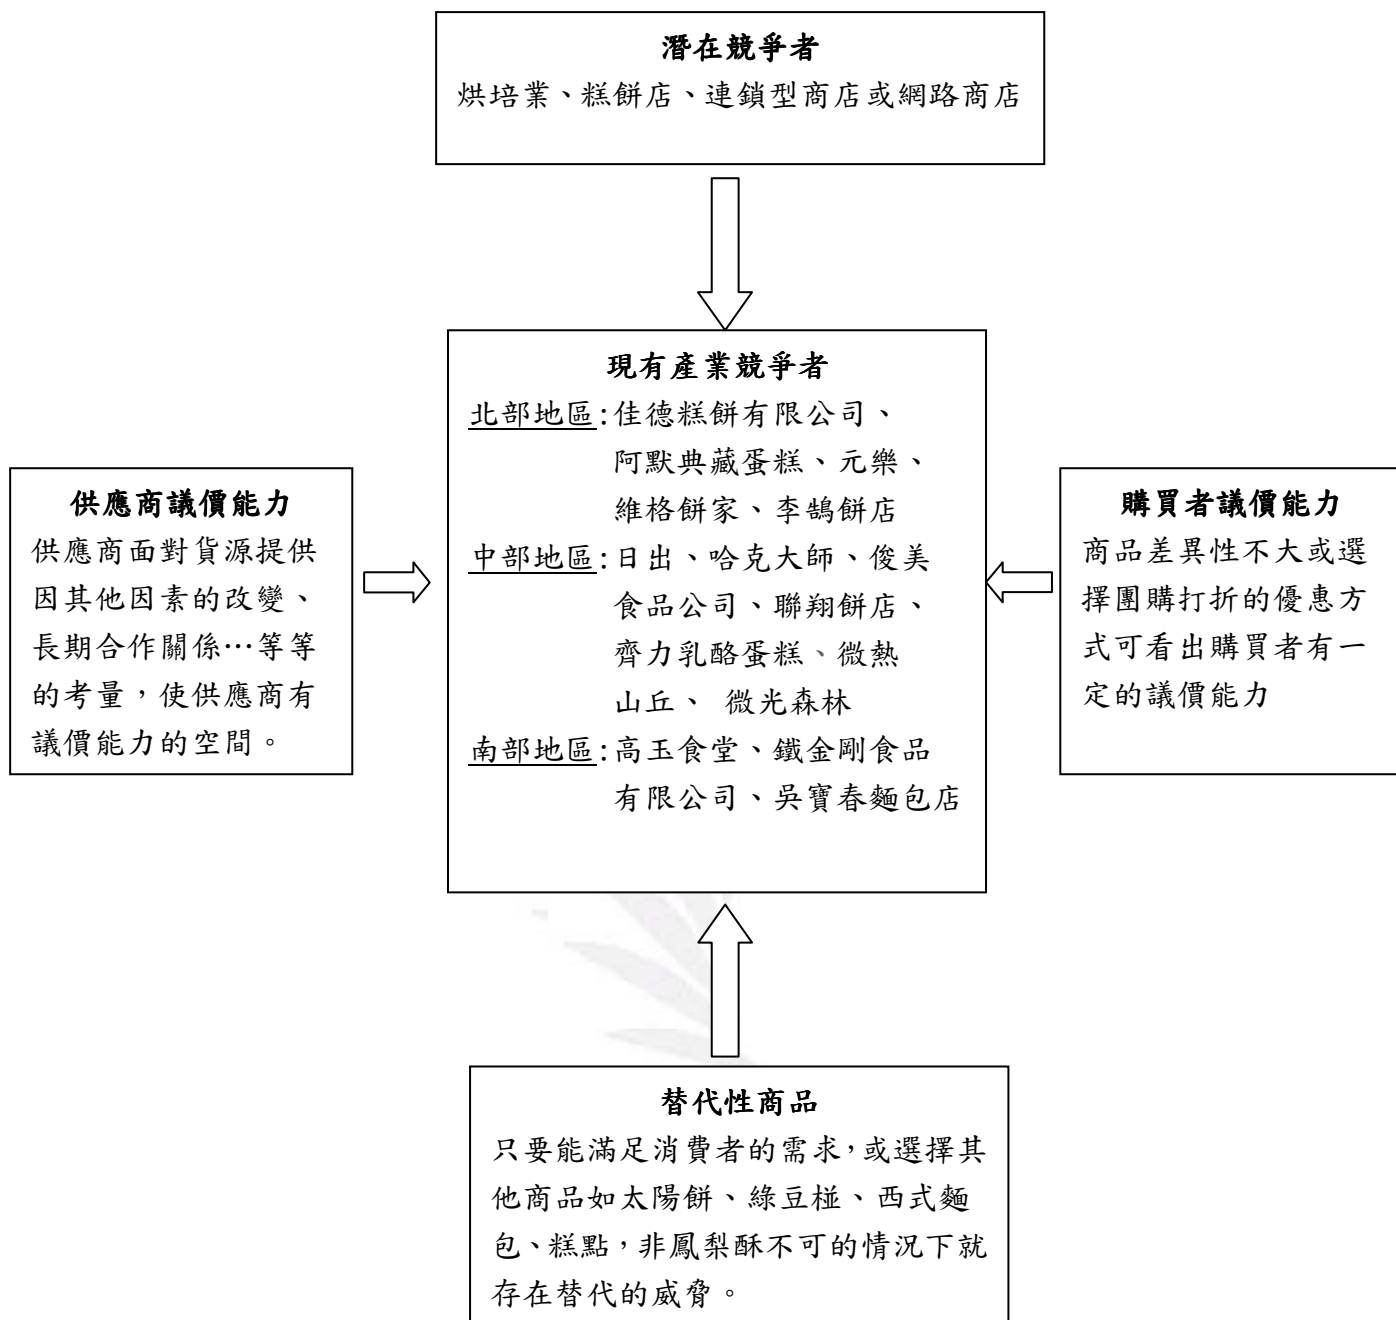 潛在競爭者
烘培業、糕餅店、連鎖型商店或網路商店
現有產業競爭者
北部地區:佳德糕餅有限公司、
阿默典藏蛋糕、元樂、
維格餅家、李鵠餅店
中部地區:日出、哈克大師、俊美
食品公司、聯翔餅店、
齊力乳酪蛋糕、微熱
山丘、 微光森林
南部地區:高玉食堂、鐵金剛食品
有限公司、吳寶春麵包店
供應商議價能力
供應商面對貨源提供
因其他因素的改變、
長期合作關係…等等
的考量，使供應商有
議價能力的空間。
購買者議價能力
商品差異性不大或選
擇團購打折的優惠方
式可看出購買者有一
定的議價能力
替代性商品
只要能滿足消費者的需求，或選擇其
他商品如太陽餅、綠豆椪、西式麵
包、糕點，非鳳梨酥不可的情況下就
存在替代的威脅。